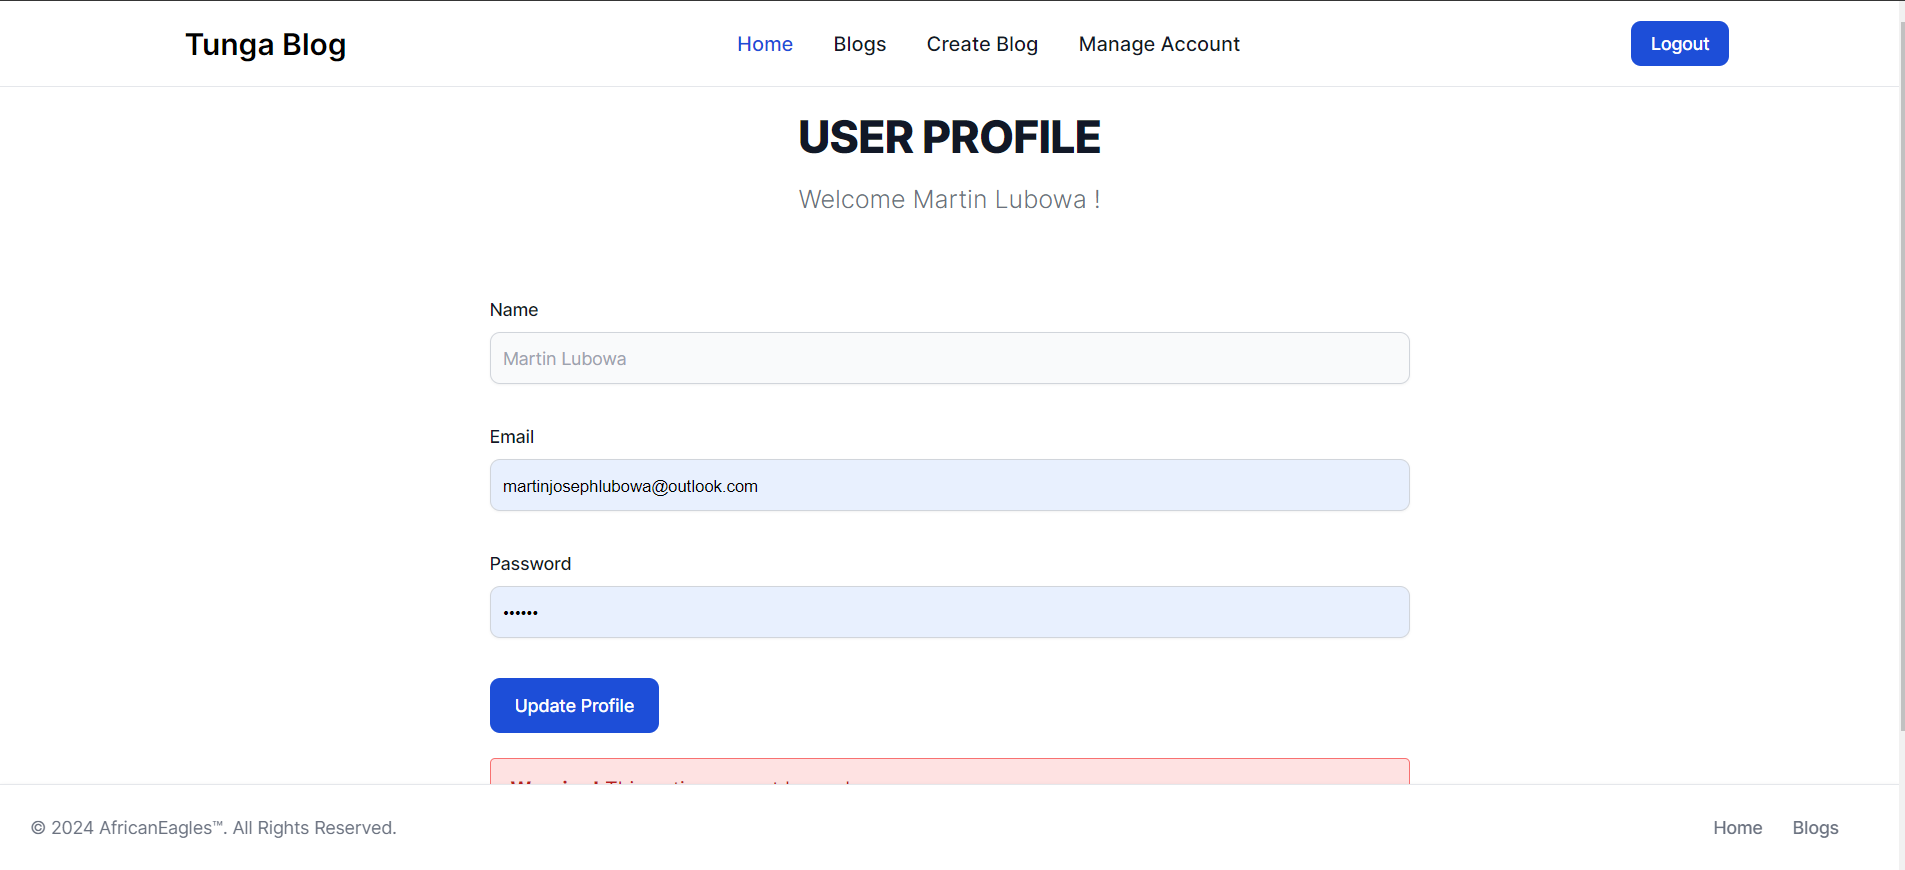 Tunga Blog
Home Blogs Create Blog Manage Account
Logout
USER PROFILE
Welcome Martin Lubowa !
Name
Martin Lubowa
Email
martinjosephlubowa@outlook.com
Password
••••••
Update Profile
© 2024 AfricanEagles™. All Rights Reserved.
Home Blogs